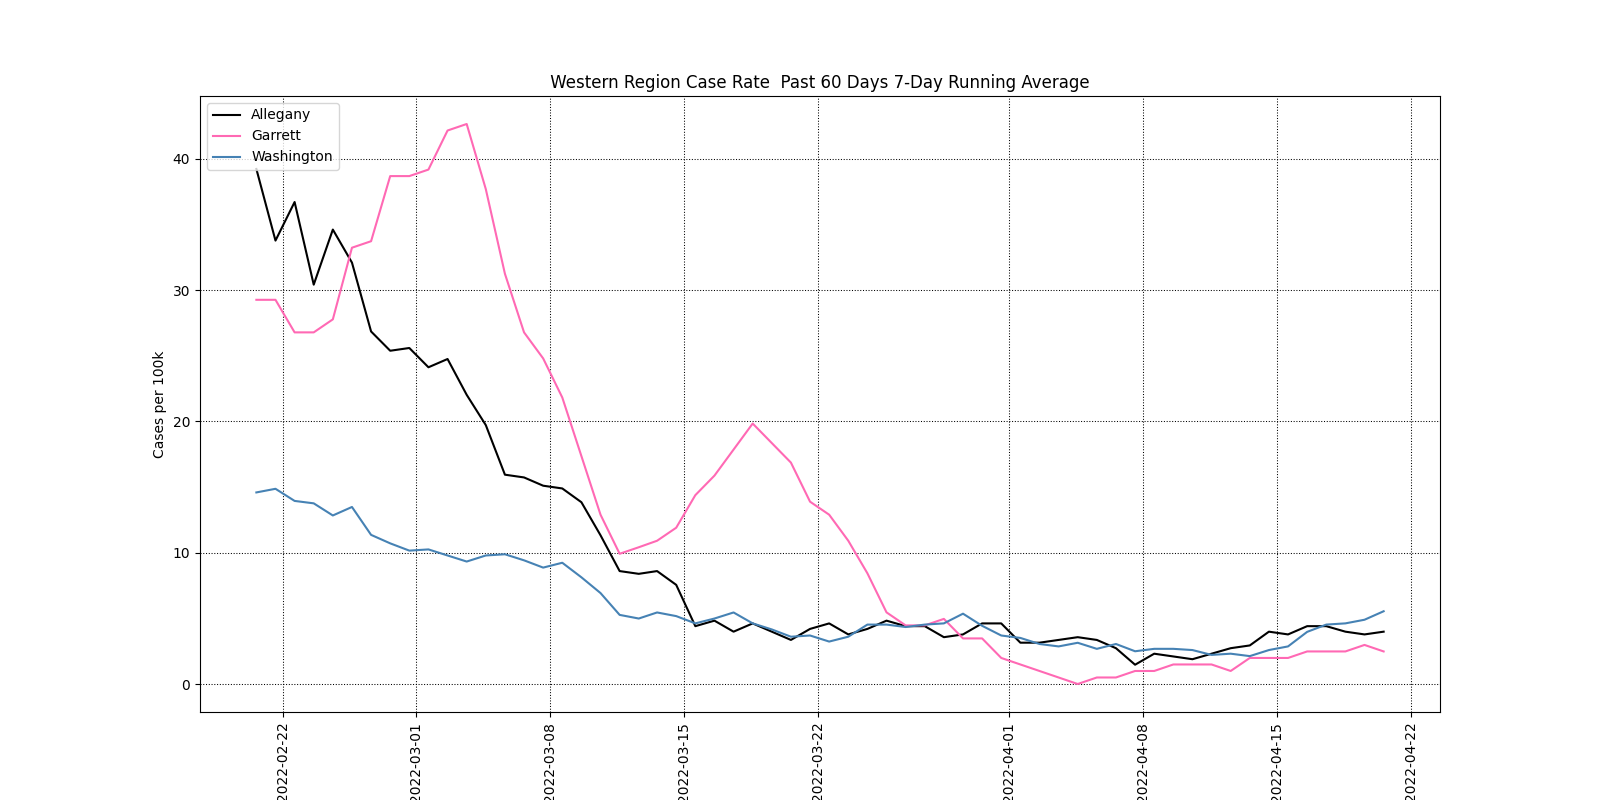 Western Region Case Rate  Past 60 Days 7-Day Running Average
Allegany
Garrett
Washington
Cases per 100k
40
30
20
10
0
2022-02-22
2022-03-01
2022-03-08
2022-03-15
2022-03-22
2022-04-01
2022-04-08
2022-04-15
2022-04-22